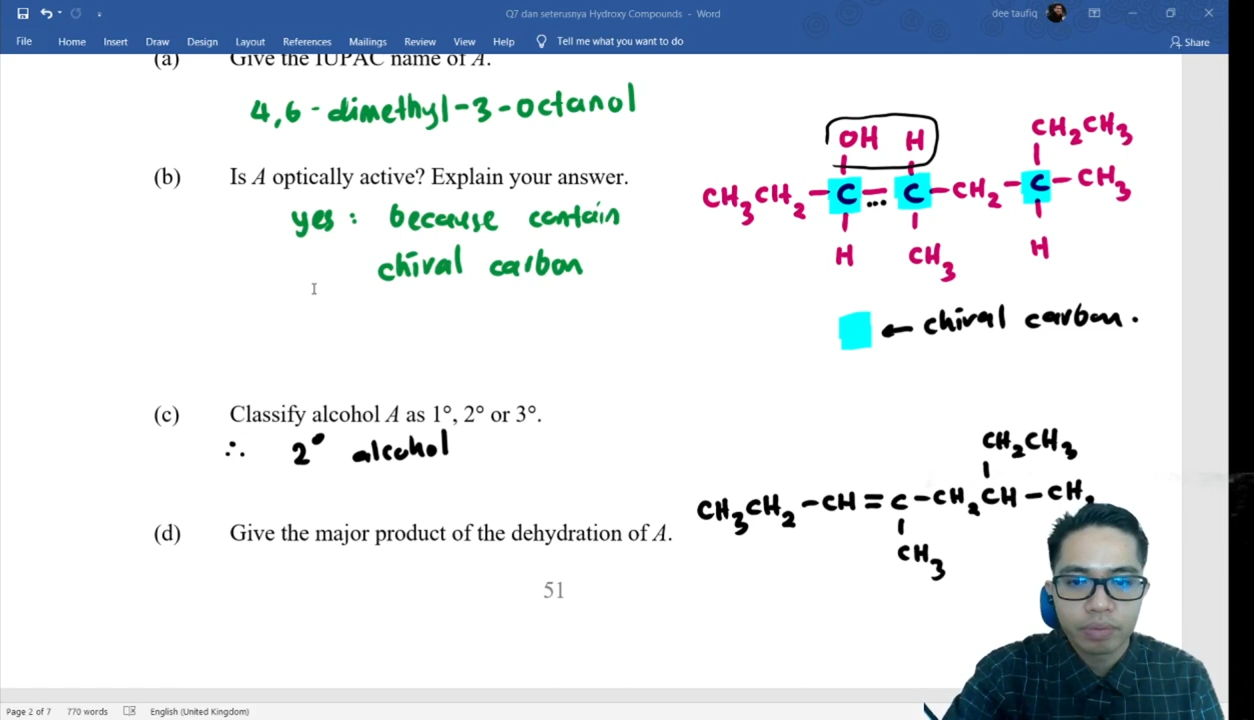 Q7 dan seterusnya Hydroxy Compounds - Word
dee taufiq
File Home Insert Draw Design Layout References Mailings Review View Help Tell me what you want to do Share
(a) Give the IUPAC name of A.
4,6-dimethyl-3-octanol
(b) Is A optically active? Explain your answer.
yes : because contain
chiral carbon
OH H CH₂CH₃
CH₃CH₂-C-...C-CH₂-C-CH₃
H CH₃ H
← chiral carbon.
(c) Classify alcohol A as 1°, 2° or 3°.
∴ 2° alcohol
CH₂CH₃
CH₃CH₂-CH=C-CH₂CH-CH
CH₃
(d) Give the major product of the dehydration of A.
51
Page 2 of 7 770 words English (United Kingdom)